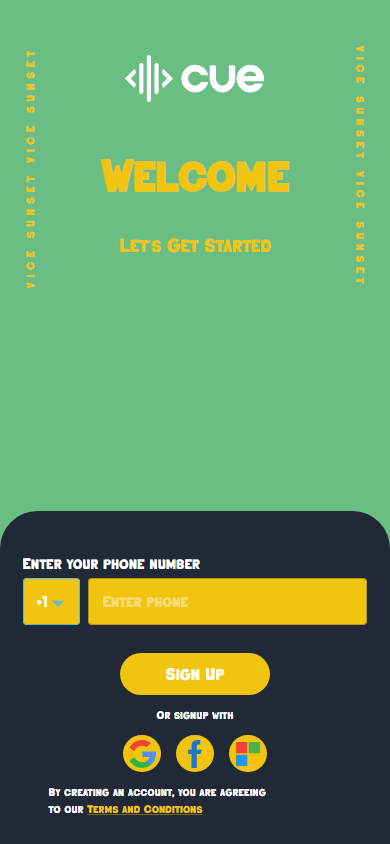 cue
VICE SUNSET VICE SUNSET
VICE SUNSET VICE SUNSET
WELCOME
LET'S GET STARTED
ENTER YOUR PHONE NUMBER
+1
ENTER PHONE
SIGN UP
OR SIGNUP WITH
BY CREATING AN ACCOUNT, YOU ARE AGREEING
TO OUR TERMS AND CONDITIONS